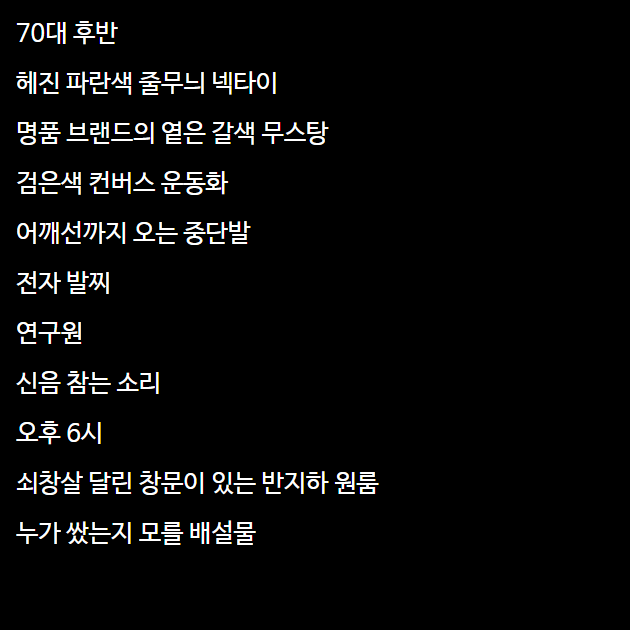 70대 후반
헤진 파란색 줄무늬 넥타이
명품 브랜드의 옅은 갈색 무스탕
검은색 컨버스 운동화
어깨선까지 오는 중단발
전자 발찌
연구원
신음 참는 소리
오후 6시
쇠창살 달린 창문이 있는 반지하 원룸
누가 쌌는지 모를 배설물